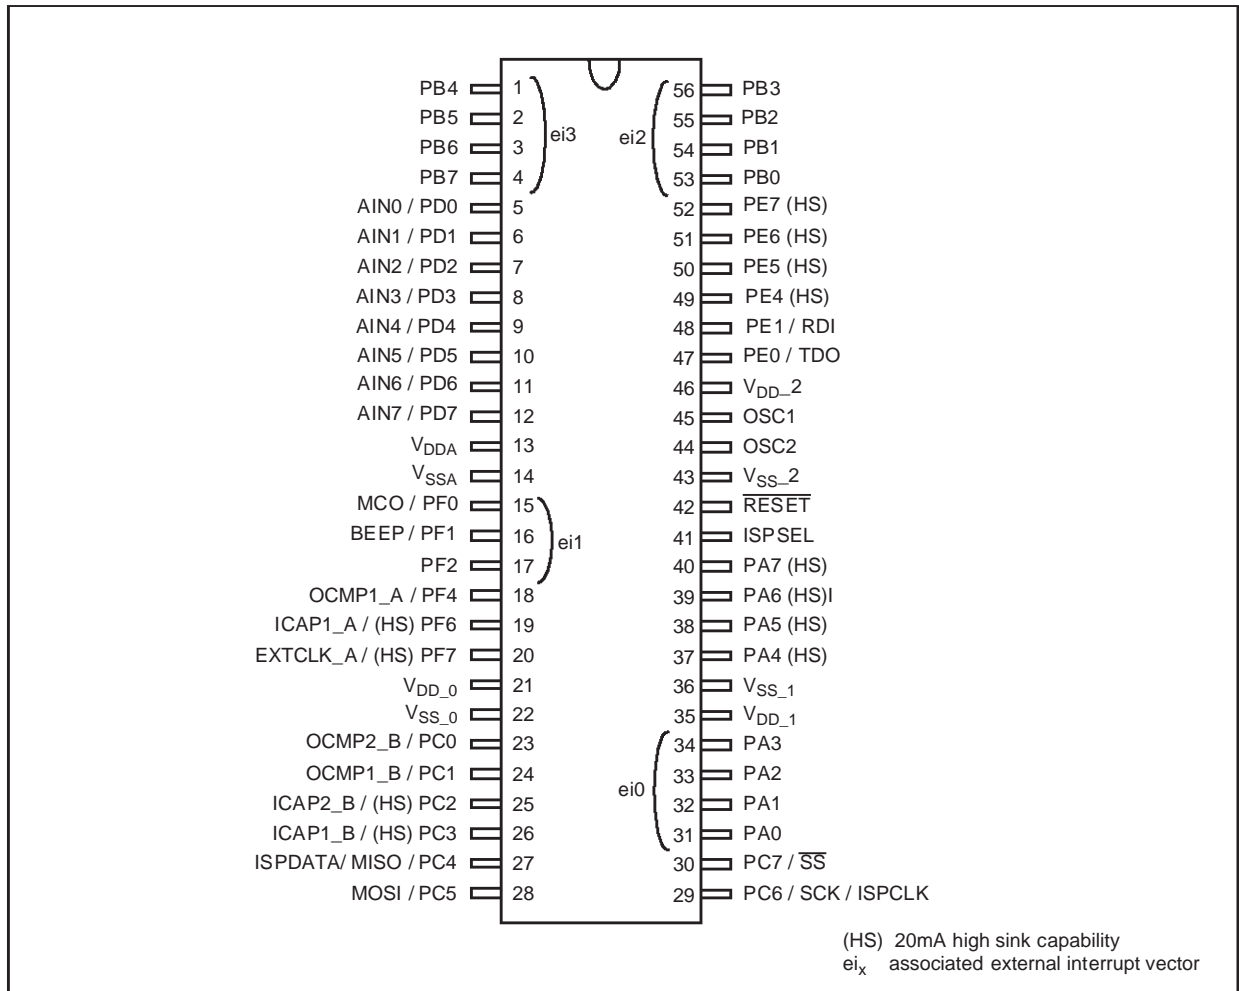 PB4 1 56 PB3
PB5 2 ei3 ei2 55 PB2
PB6 3 54 PB1
PB7 4 53 PB0
AIN0 / PD0 5 52 PE7 (HS)
AIN1 / PD1 6 51 PE6 (HS)
AIN2 / PD2 7 50 PE5 (HS)
AIN3 / PD3 8 49 PE4 (HS)
AIN4 / PD4 9 48 PE1 / RDI
AIN5 / PD5 10 47 PE0 / TDO
AIN6 / PD6 11 46 VDD_2
AIN7 / PD7 12 45 OSC1
VDDA 13 44 OSC2
VSSA 14 43 VSS_2
MCO / PF0 15 42 RESET
BEEP / PF1 16 ei1 41 ISPSEL
PF2 17 40 PA7 (HS)
OCMP1_A / PF4 18 39 PA6 (HS)I
ICAP1_A / (HS) PF6 19 38 PA5 (HS)
EXTCLK_A / (HS) PF7 20 37 PA4 (HS)
VDD_0 21 36 VSS_1
VSS_0 22 35 VDD_1
OCMP2_B / PC0 23 34 PA3
OCMP1_B / PC1 24 ei0 33 PA2
ICAP2_B / (HS) PC2 25 32 PA1
ICAP1_B / (HS) PC3 26 31 PA0
ISPDATA/ MISO / PC4 27 30 PC7 / SS
MOSI / PC5 28 29 PC6 / SCK / ISPCLK
(HS) 20mA high sink capability
eix associated external interrupt vector